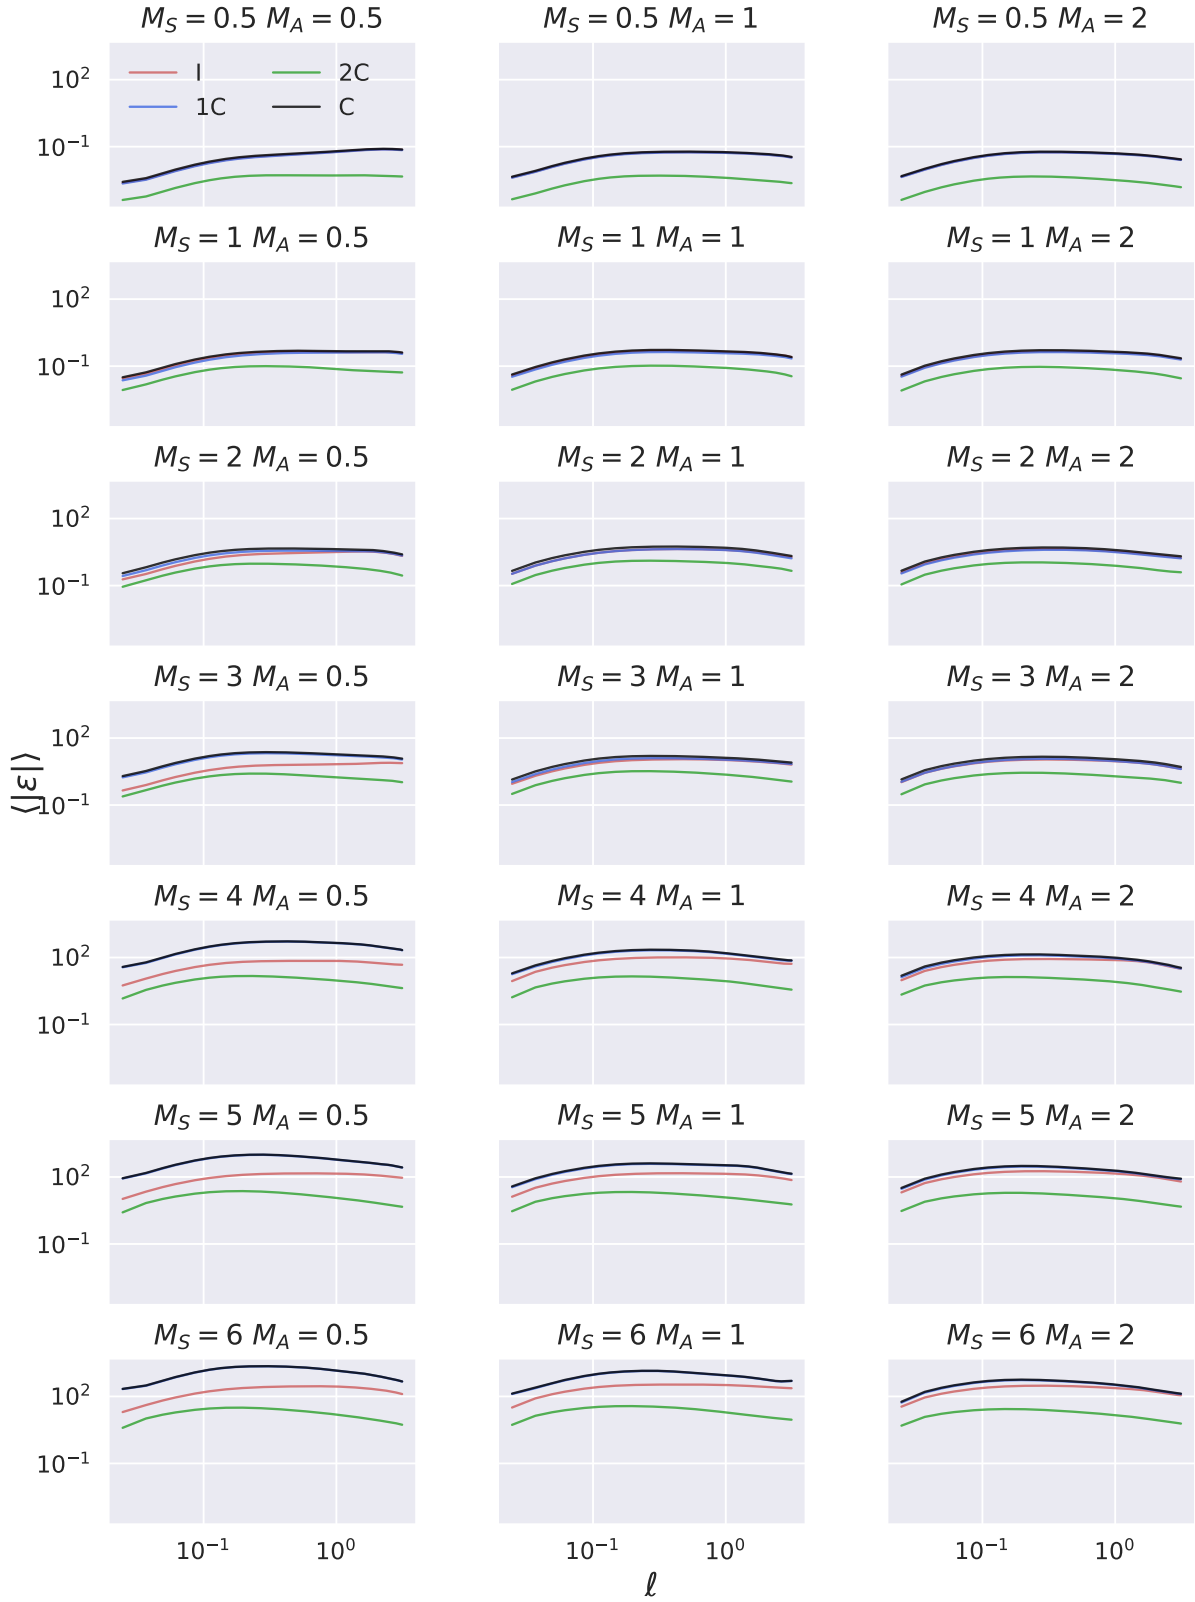 M_S = 0.5 M_A = 0.5
M_S = 0.5 M_A = 1
M_S = 0.5 M_A = 2
I
2C
1C
C
10^2
10^{-1}
M_S = 1 M_A = 0.5
M_S = 1 M_A = 1
M_S = 1 M_A = 2
10^2
10^{-1}
M_S = 2 M_A = 0.5
M_S = 2 M_A = 1
M_S = 2 M_A = 2
10^2
10^{-1}
M_S = 3 M_A = 0.5
M_S = 3 M_A = 1
M_S = 3 M_A = 2
10^2
⟨|ε|⟩
10^{-1}
M_S = 4 M_A = 0.5
M_S = 4 M_A = 1
M_S = 4 M_A = 2
10^2
10^{-1}
M_S = 5 M_A = 0.5
M_S = 5 M_A = 1
M_S = 5 M_A = 2
10^2
10^{-1}
M_S = 6 M_A = 0.5
M_S = 6 M_A = 1
M_S = 6 M_A = 2
10^2
10^{-1}
10^{-1} 10^0
10^{-1} 10^0
10^{-1} 10^0
ℓ